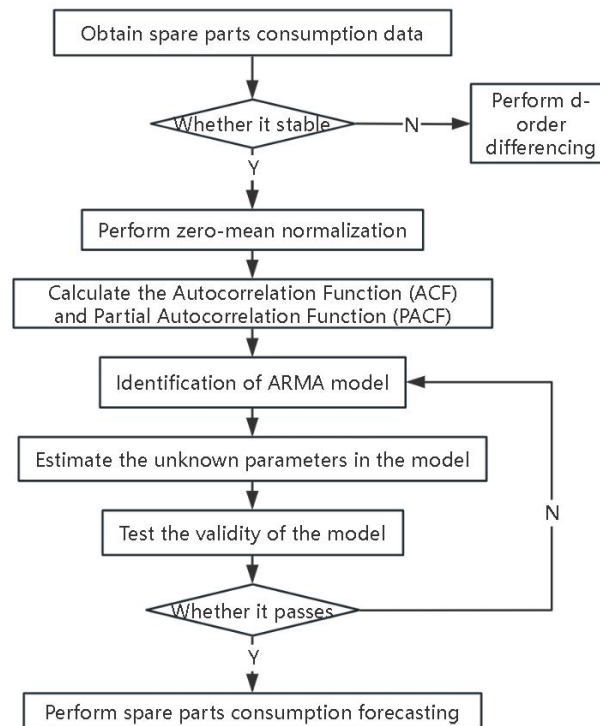 Obtain spare parts consumption data
Whether it stable
N
Perform d-
order
differencing
Y
Perform zero-mean normalization
Calculate the Autocorrelation Function (ACF)
and Partial Autocorrelation Function (PACF)
Identification of ARMA model
Estimate the unknown parameters in the model
N
Test the validity of the model
Whether it passes
Y
Perform spare parts consumption forecasting